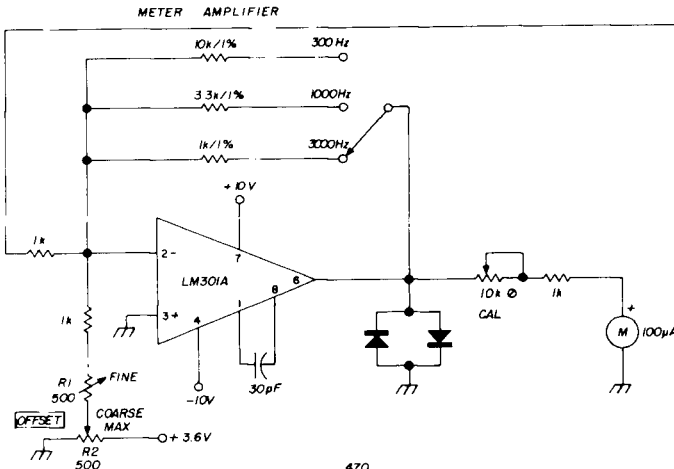 METER AMPLIFIER
10k/1%
300Hz
3.3k/1%
1000Hz
1k/1%
3000Hz
+10V
1k
2-
7
LM301A
6
3+
4
1
8
10k ⊘
1k
CAL
+
M
100µA
1k
30pF
-10V
R1
500
FINE
OFFSET
COARSE
MAX
+3.6V
R2
500
470